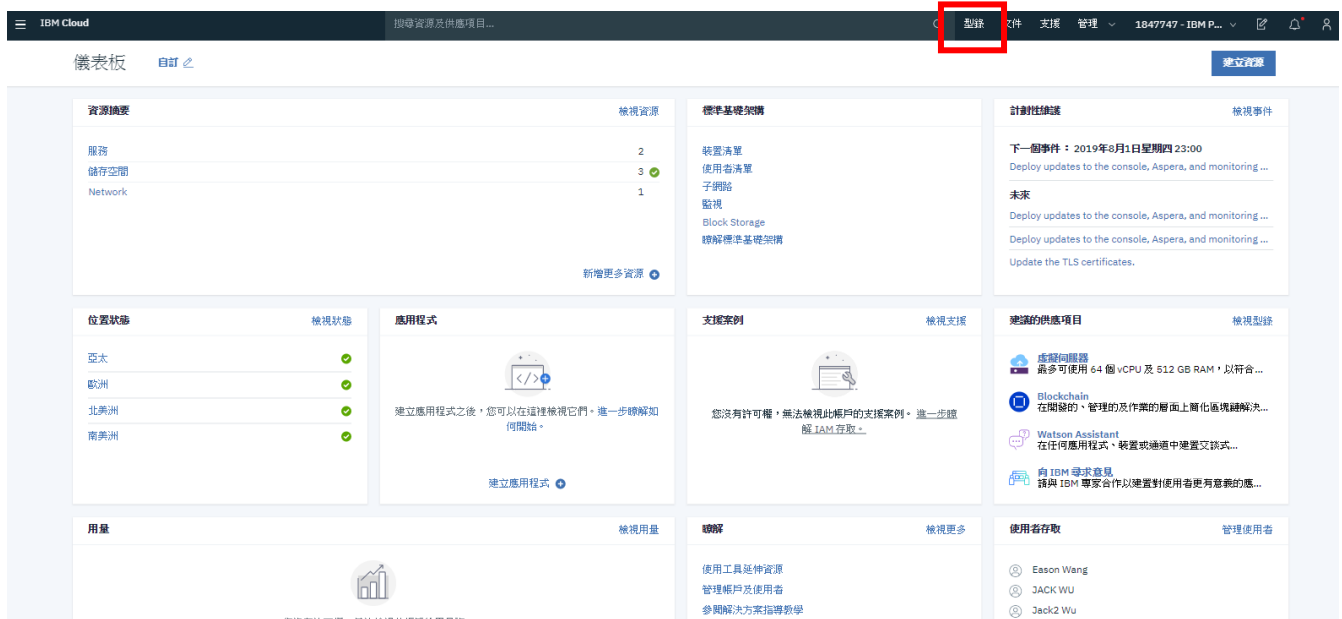 IBM Cloud
搜尋資源及供應項目...
型錄
文件
支援
管理
1847747 - IBM P...
儀表板
自訂
建立資源
資源摘要
檢視資源
服務
2
儲存空間
3
Network
1
新增更多資源
標準基礎架構
裝置清單
使用者清單
子網路
監視
Block Storage
瞭解標準基礎架構
計劃性維護
檢視事件
下一個事件：2019年8月1日星期四 23:00
Deploy updates to the console, Aspera, and monitoring ...
未來
Deploy updates to the console, Aspera, and monitoring ...
Deploy updates to the console, Aspera, and monitoring ...
Update the TLS certificates.
位置狀態
檢視狀態
亞太
歐洲
北美洲
南美洲
應用程式
建立應用程式之後，您可以在這裡檢視它們。進一步瞭解如
何開始。
建立應用程式
支援案例
檢視支援
您沒有許可權，無法檢視此帳戶的支援案例。 進一步瞭
解 IAM 存取。
建議的供應項目
檢視型錄
虛擬伺服器
最多可使用 64 個 vCPU 及 512 GB RAM，以符合...
Blockchain
在開發的、管理的及作業的層面上簡化區塊鏈解決...
Watson Assistant
在任何應用程式、裝置或通道中建置交談式...
向 IBM 尋求意見
請與 IBM 專家合作以建置對使用者更有意義的應...
用量
檢視用量
瞭解
檢視更多
使用工具延伸資源
管理帳戶及使用者
參閱解決方案指導教學
使用者存取
管理使用者
Eason Wang
JACK WU
Jack2 Wu